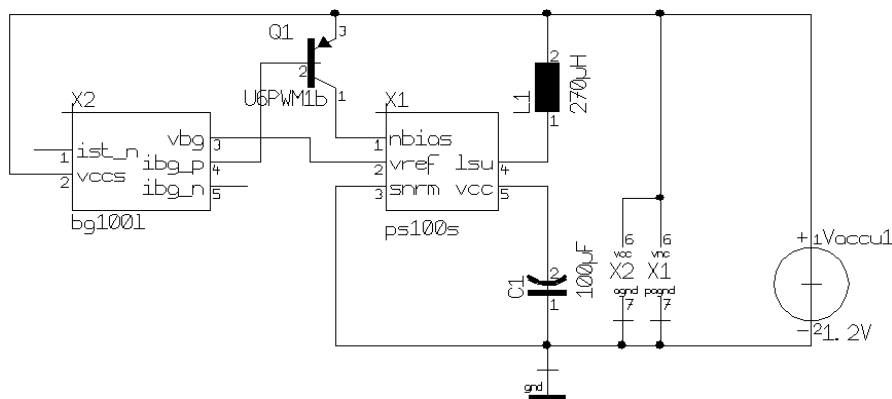 Q1
3
2
1
U6PWM1b
X2
X1
2
L1
270µH
1
vbg
3
nbias
1
ist_n
1
ibg_p
4
vref
2
lsu
4
vccs
2
ibg_n
5
snrm
3
vcc
5
bg100l
ps100s
C1
100µF
2
1
6
6
vcc
vnc
X2
X1
agnd
pagnd
7
7
+
1
Vaccu1
-
2
1.2V
gnd